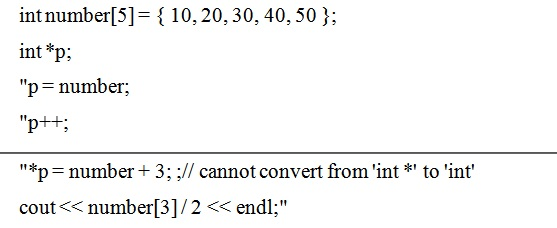 int number[5] = { 10, 20, 30, 40, 50 };
int *p;
"p = number;
"p++;
"*p = number + 3; ;// cannot convert from 'int *' to 'int'
cout << number[3] / 2 << endl;"